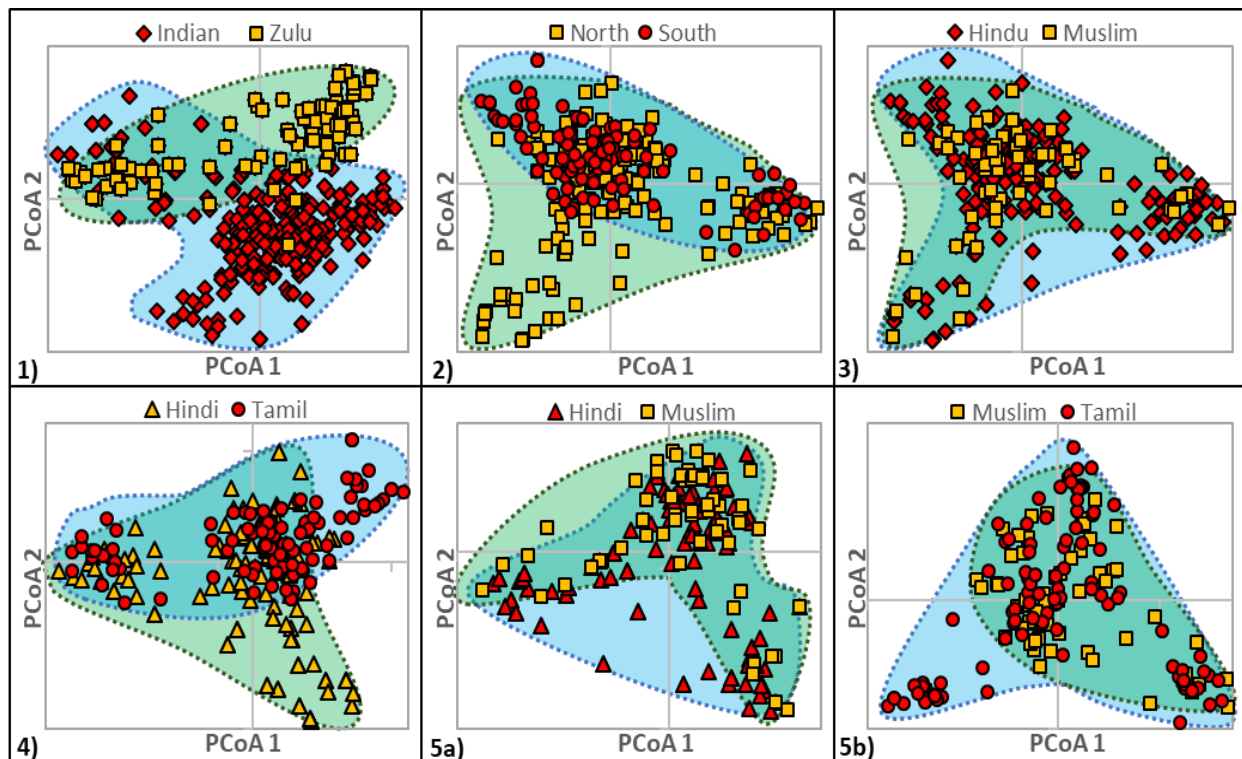 Indian Zulu
PCoA 2
PCoA 1
1)
North South
PCoA 2
PCoA 1
2)
Hindu Muslim
PCoA 2
PCoA 1
3)
Hindi Tamil
PCoA 2
PCoA 1
4)
Hindi Muslim
PCoA 2
PCoA 1
5a)
Muslim Tamil
PCoA 2
PCoA 1
5b)